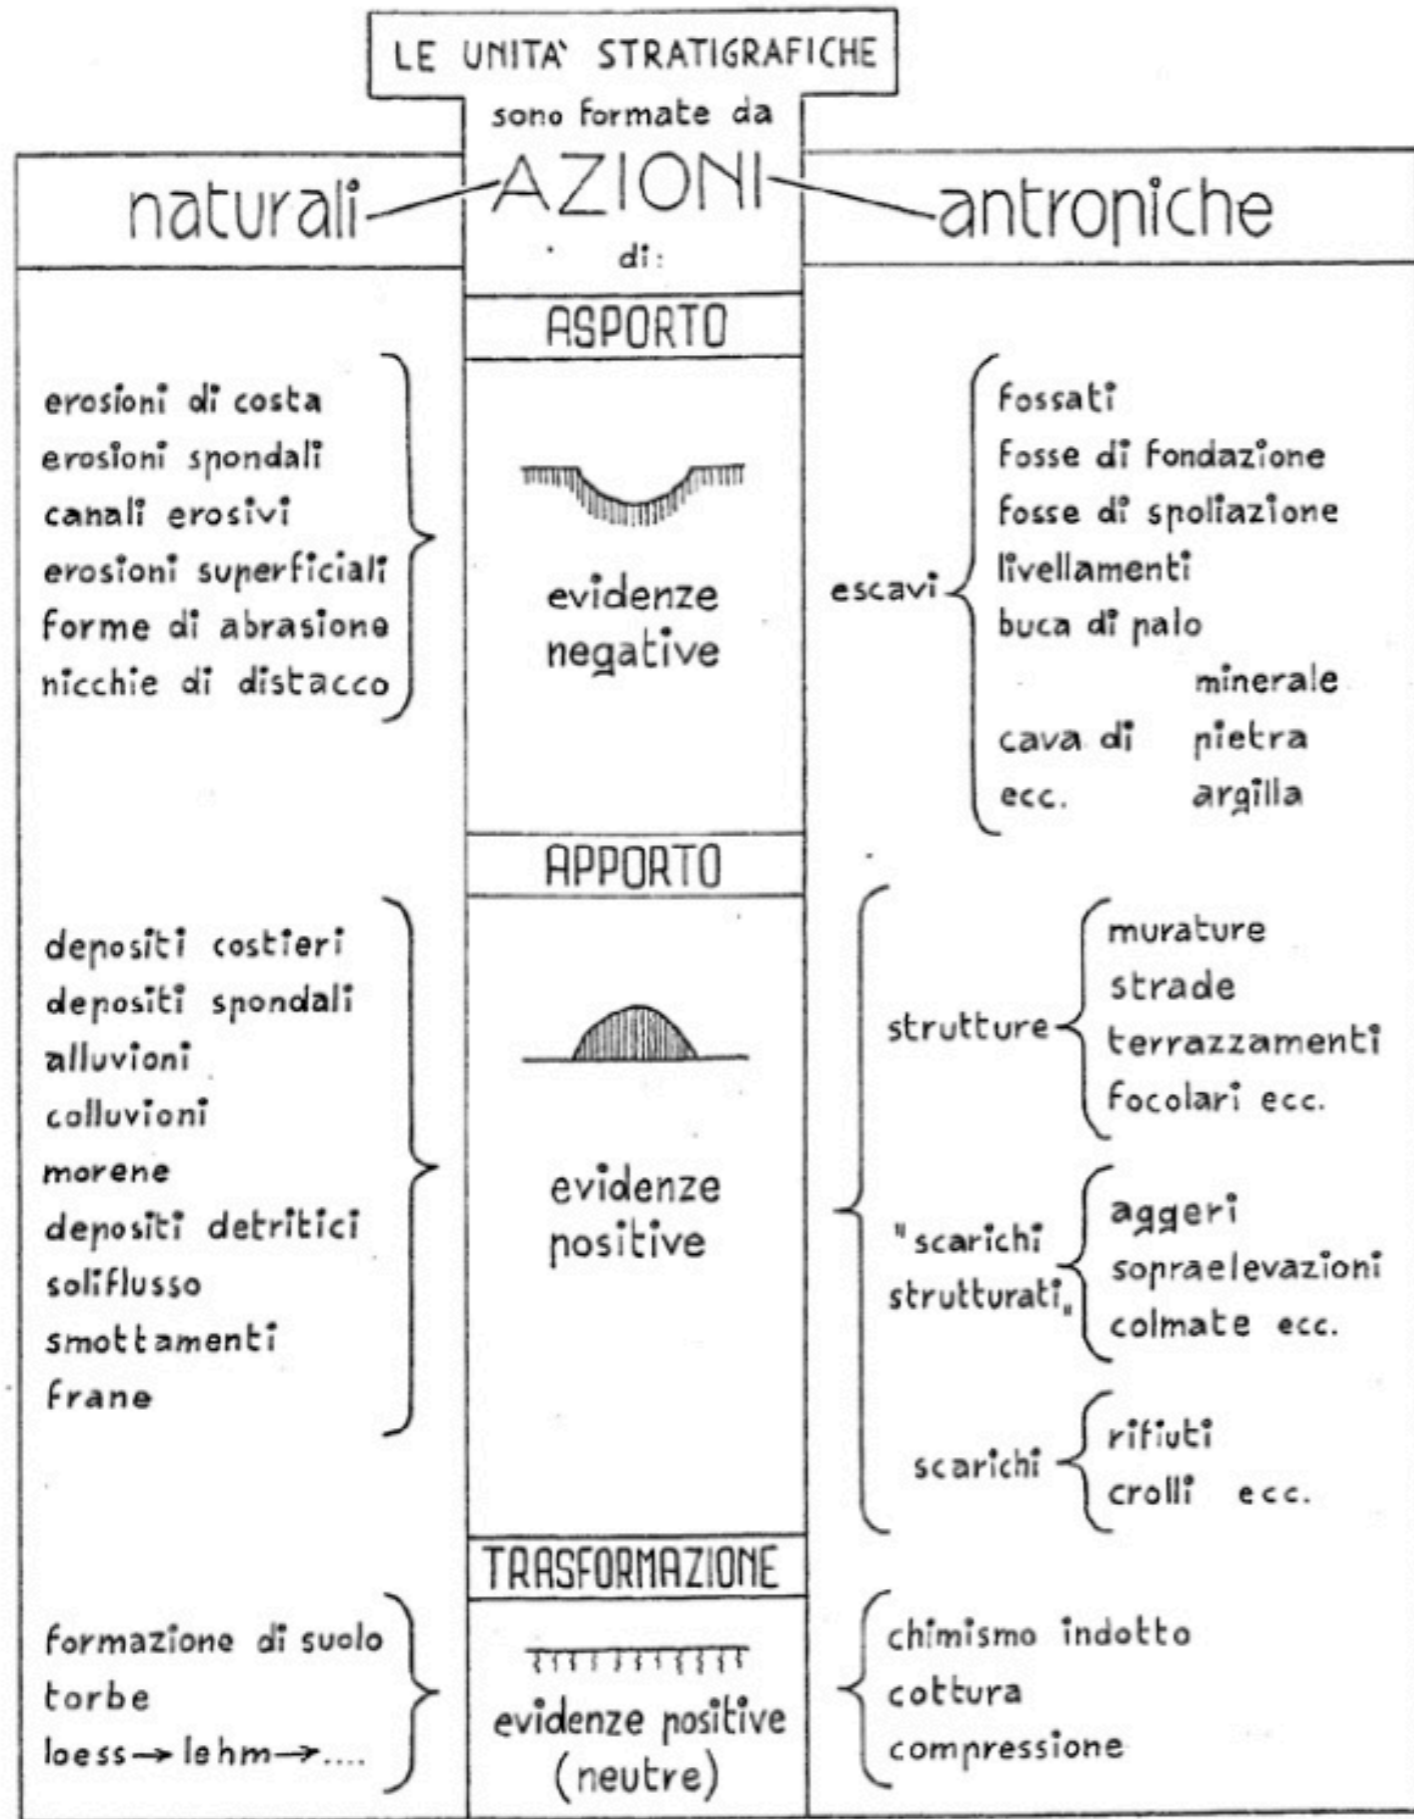 LE UNITA' STRATIGRAFICHE
sono formate da
AZIONI
naturali
antropiche
di:
ASPORTO
erosioni di costa
erosioni spondali
canali erosivi
erosioni superficiali
forme di abrasione
nicchie di distacco
evidenze
negative
escavi
fossati
fosse di fondazione
fosse di spoliazione
livellamenti
buca di palo
minerale
cava di pietra
ecc. argilla
APPORTO
depositi costieri
depositi spondali
alluvioni
colluvioni
morene
depositi detritici
soliflusso
smottamenti
frane
evidenze
positive
strutture
murature
strade
terrazzamenti
focolari ecc.
"scarichi
strutturati"
aggeri
sopraelevazioni
colmate ecc.
scarichi
rifiuti
crolli ecc.
TRASFORMAZIONE
formazione di suolo
torbe
loess→lehm→....
evidenze positive
(neutre)
chimismo indotto
cottura
compressione